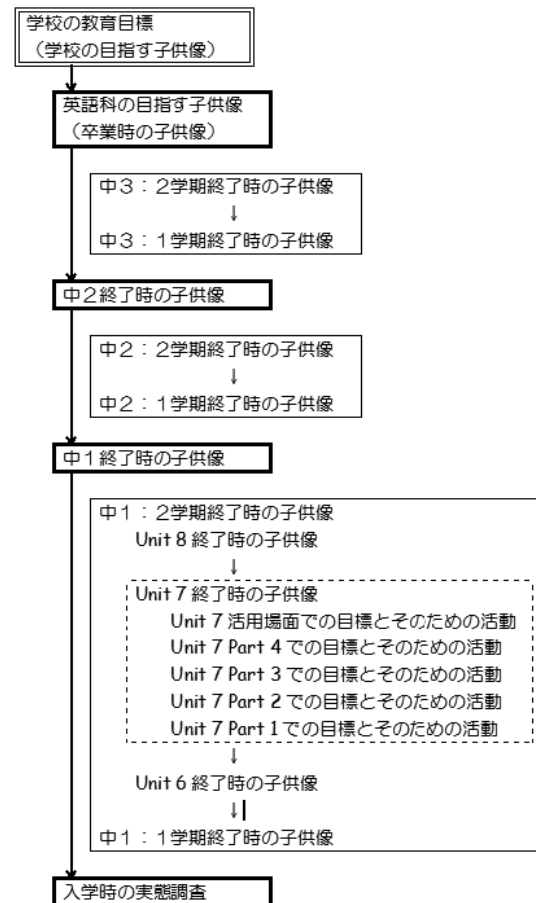 学校の教育目標
（学校の目指す子供像）
英語科の目指す子供像
（卒業時の子供像）
中３：２学期終了時の子供像
↓
中３：１学期終了時の子供像
中２終了時の子供像
中２：２学期終了時の子供像
↓
中２：１学期終了時の子供像
中１終了時の子供像
中１：２学期終了時の子供像
Unit 8 終了時の子供像
↓
Unit 7 終了時の子供像
Unit 7 活用場面での目標とそのための活動
Unit 7 Part 4 での目標とそのための活動
Unit 7 Part 3 での目標とそのための活動
Unit 7 Part 2 での目標とそのための活動
Unit 7 Part 1 での目標とそのための活動
↓
Unit 6 終了時の子供像
↓
中１：１学期終了時の子供像
入学時の実態調査